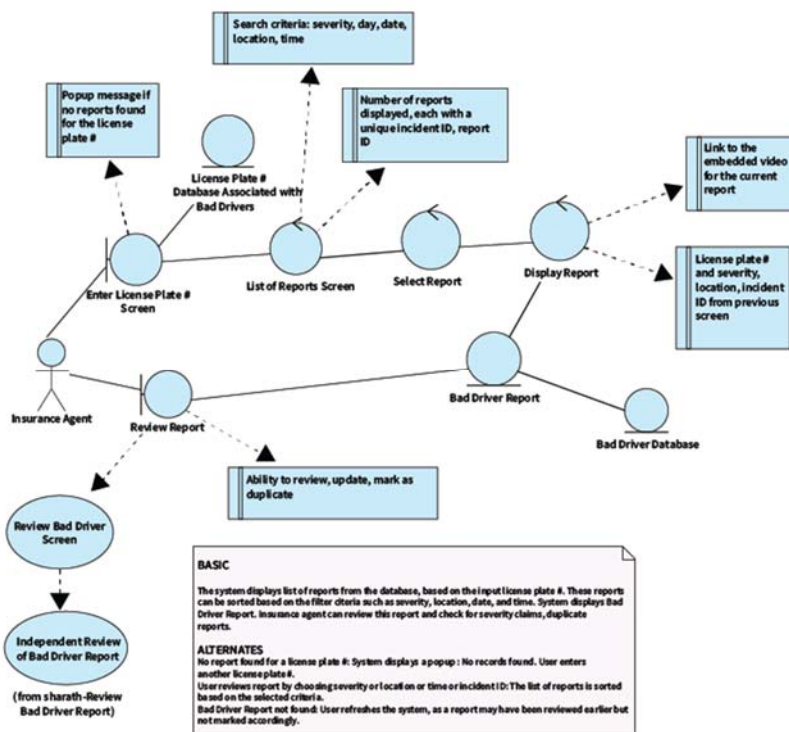 Search criteria: severity, day, date,
location, time
Popup message if
no reports found
for the license
plate #
Number of reports
displayed, each with a
unique incident ID, report
ID
License Plate #
Database Associated with
Bad Drivers
Link to the
embedded video
for the current
report
Enter License Plate #
Screen
List of Reports Screen
Select Report
Display Report
License plate #
and severity,
location, incident
ID from previous
screen
Insurance Agent
Review Report
Bad Driver Report
Bad Driver Database
Ability to review, update, mark as
duplicate
Review Bad Driver
Screen
Independent Review
of Bad Driver Report
(from sharath-Review
Bad Driver Report)
BASIC
The system displays list of reports from the database, based on the input license plate #. These reports
can be sorted based on the filter citeria such as severity, location, date, and time. System displays Bad
Driver Report. Insurance agent can review this report and check for severity claims, duplicate
reports.
ALTERNATES
No report found for a license plate #: System displays a popup : No records found. User enters
another license plate #.
User reviews report by choosing severity or location or time or incident ID: The list of reports is sorted
based on the selected criteria.
Bad Driver Report not found: User refreshes the system, as a report may have been reviewed earlier but
not marked accordingly.